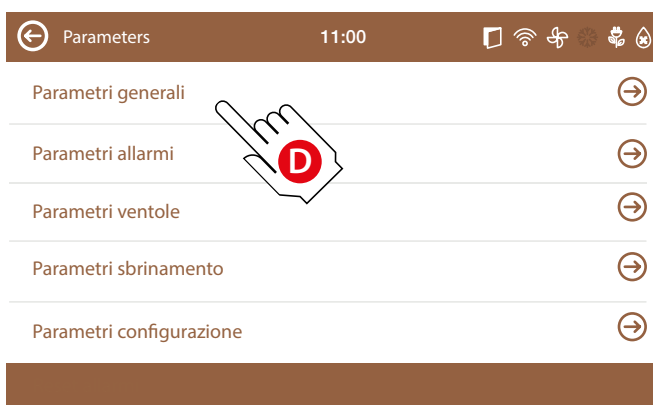 Parameters 11:00
Parametri generali
D
Parametri allarmi
Parametri ventole
Parametri sbrinamento
Parametri configurazione